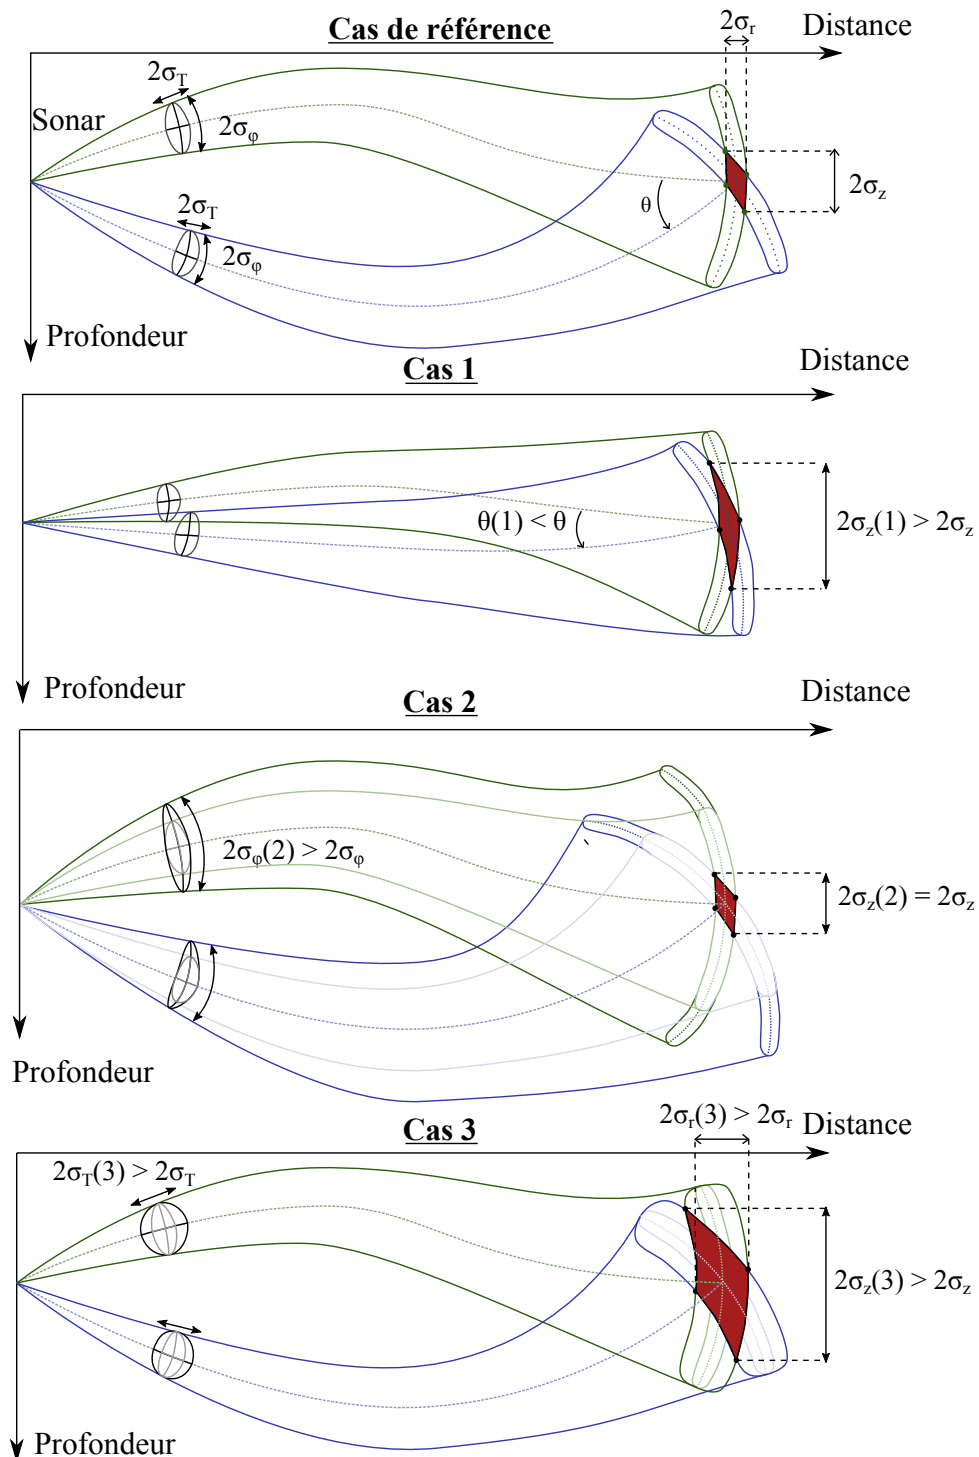 Cas de référence
2σr
Distance
2σT
Sonar
2σφ
2σT
2σφ
θ
2σz
Profondeur
Cas 1
Distance
θ(1) < θ
2σz(1) > 2σz
Profondeur
Cas 2
Distance
2σφ(2) > 2σφ
2σz(2) = 2σz
Profondeur
Cas 3
2σr(3) > 2σr
Distance
2σT(3) > 2σT
2σz(3) > 2σz
Profondeur